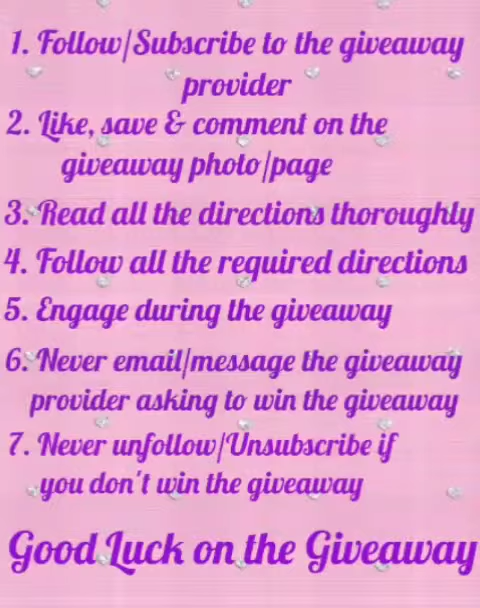 1. Follow/Subscribe to the giveaway
provider
2. Like, save & comment on the
giveaway photo/page
3. Read all the directions thoroughly
4. Follow all the required directions
5. Engage during the giveaway
6. Never email/message the giveaway
provider asking to win the giveaway
7. Never unfollow/Unsubscribe if
you don't win the giveaway
Good Luck on the Giveaway